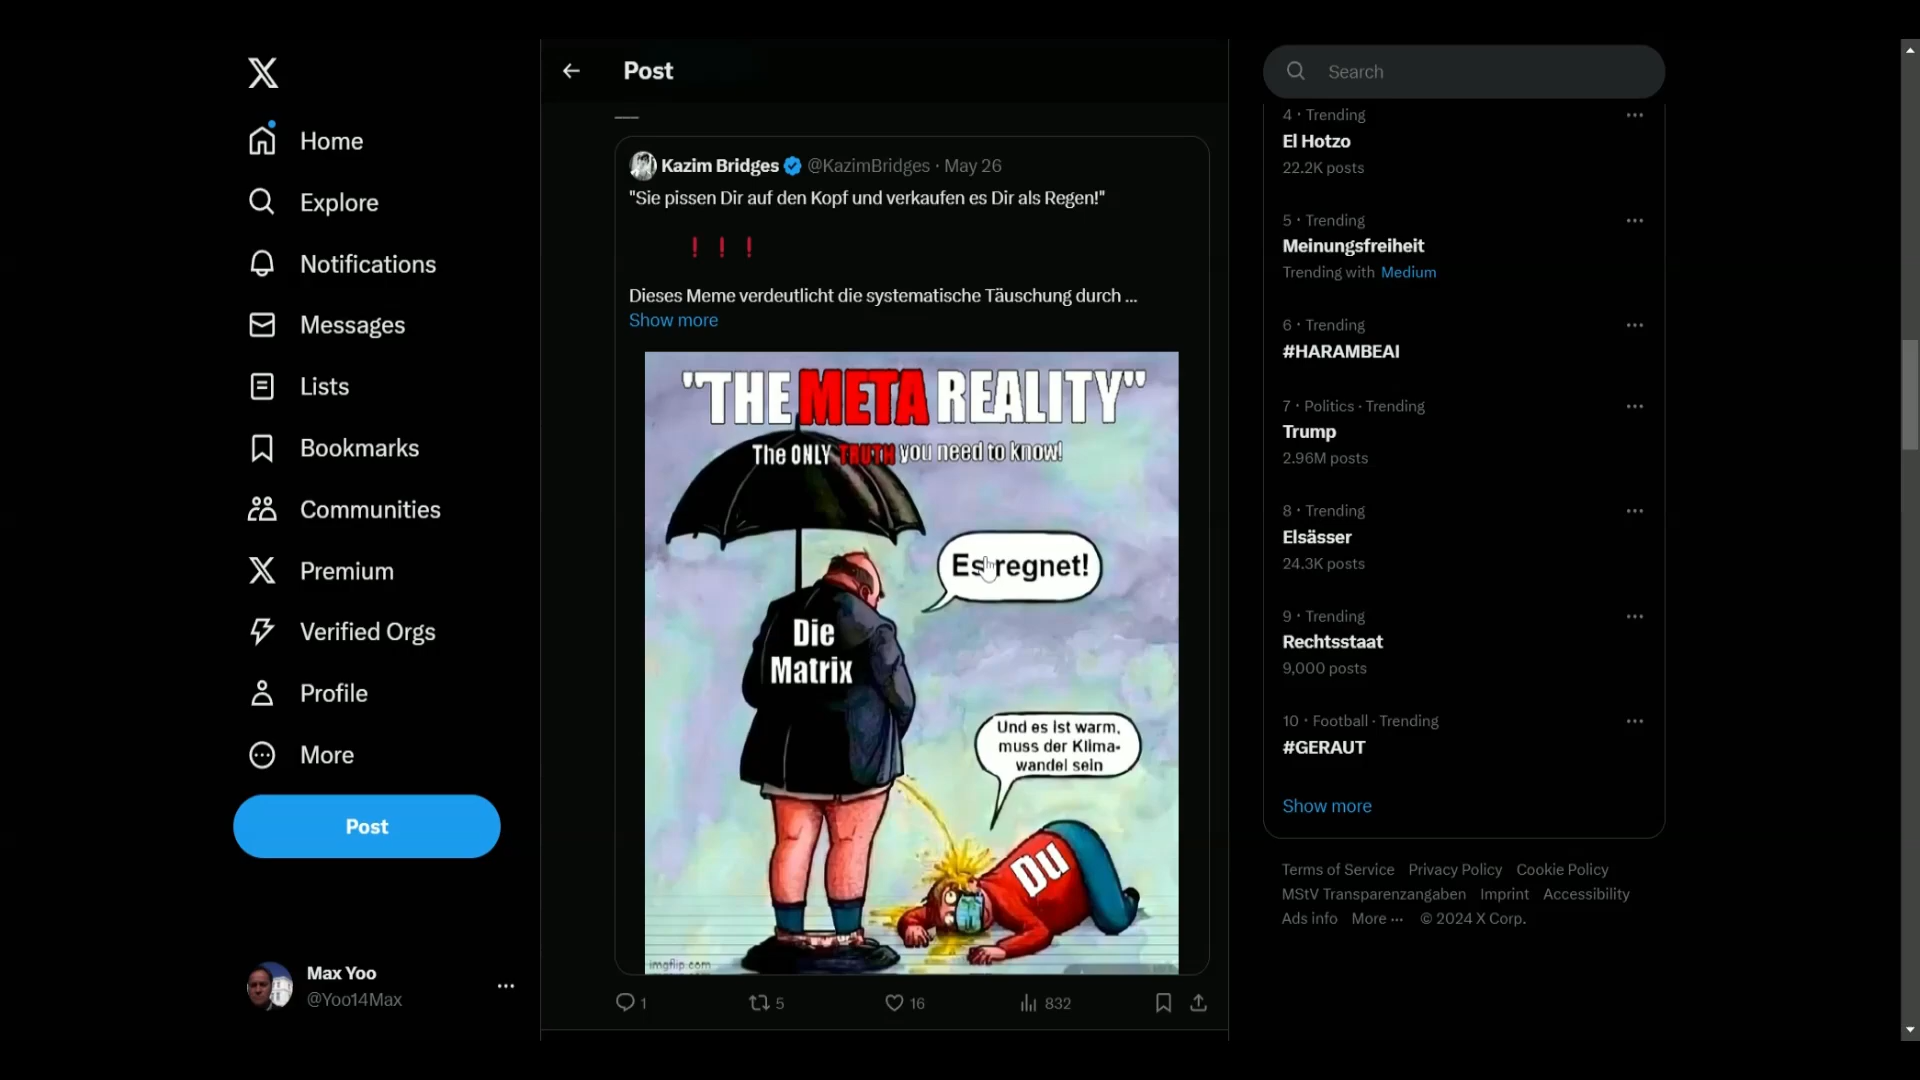 Home
Explore
Notifications
Messages
Lists
Bookmarks
Communities
Premium
Verified Orgs
Profile
More
Post
Max Yoo
@Yoo14Max
Post
Kazim Bridges @KazimBridges · May 26
"Sie pissen Dir auf den Kopf und verkaufen es Dir als Regen!"
❗ ❗ ❗
Dieses Meme verdeutlicht die systematische Täuschung durch ...
Show more
"THE META REALITY"
The ONLY TRUTH you need to know!
Es regnet!
Die
Matrix
Und es ist warm,
muss der Klima-
wandel sein
Du
imgflip.com
1 5 16 832
Search
4 · Trending
El Hotzo
22.2K posts
5 · Trending
Meinungsfreiheit
Trending with Medium
6 · Trending
#HARAMBEAI
7 · Politics · Trending
Trump
2.96M posts
8 · Trending
Elsässer
24.3K posts
9 · Trending
Rechtsstaat
9,000 posts
10 · Football · Trending
#GERAUT
Show more
Terms of Service Privacy Policy Cookie Policy
MStV Transparenzangaben Imprint Accessibility
Ads info More ··· © 2024 X Corp.